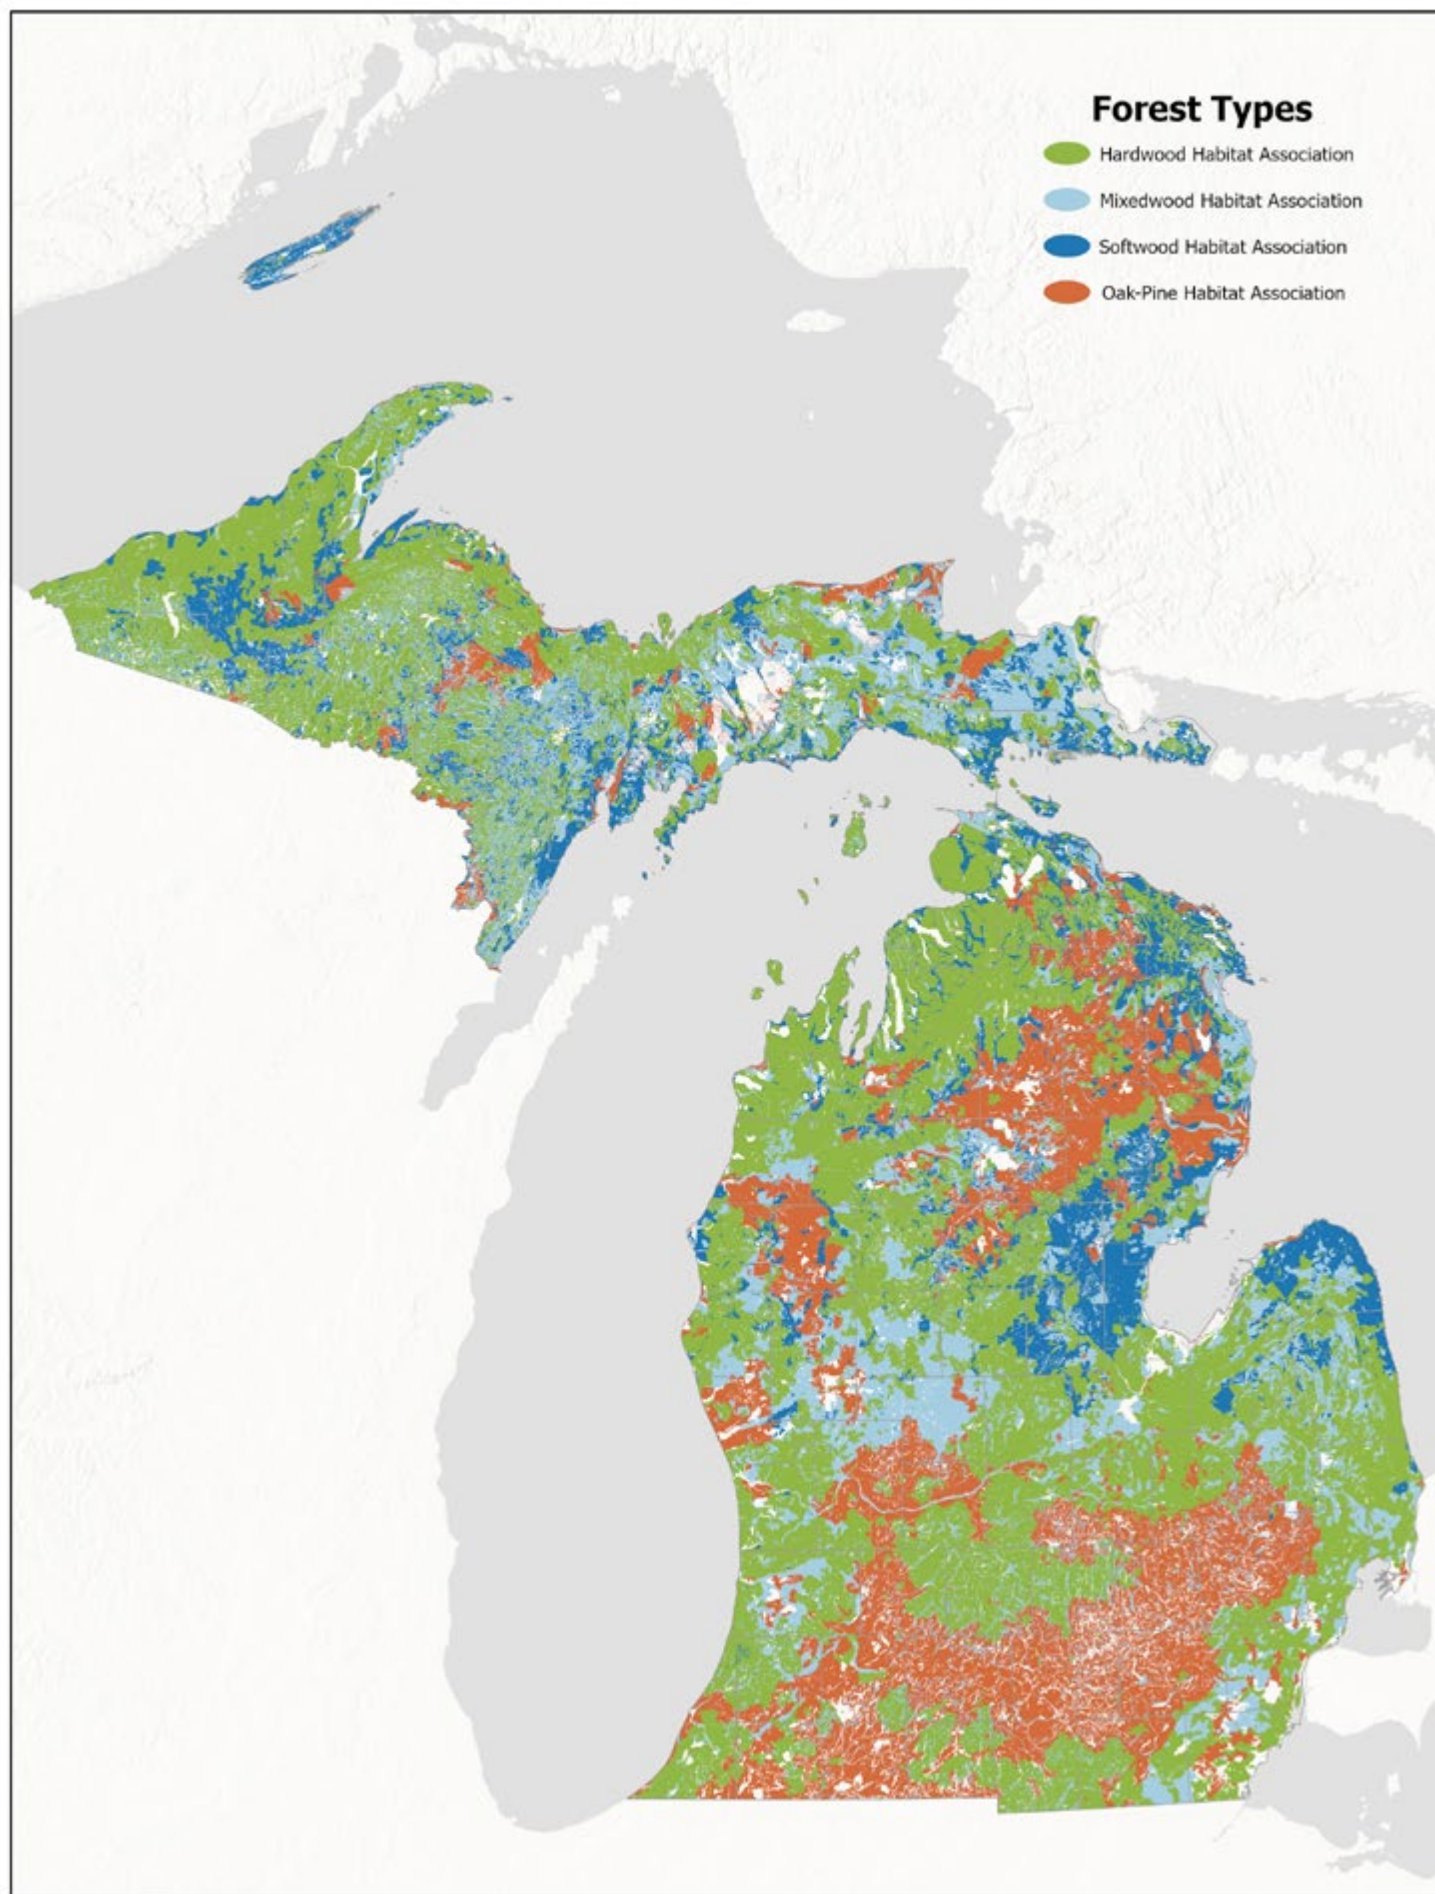 Forest Types
Hardwood Habitat Association
Mixedwood Habitat Association
Softwood Habitat Association
Oak-Pine Habitat Association